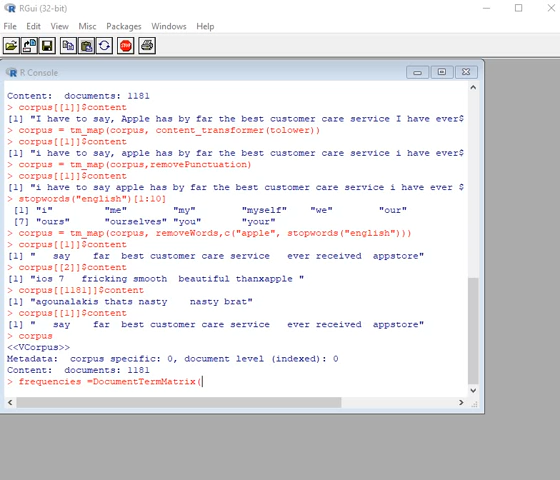 RGui (32-bit)
File Edit View Misc Packages Windows Help
STOP
R Console
Content:  documents: 1181
> corpus[[1]]$content
[1] "I have to say, Apple has by far the best customer care service I have ever$
> corpus = tm_map(corpus, content_transformer(tolower))
> corpus[[1]]$content
[1] "i have to say, apple has by far the best customer care service i have ever$
> corpus = tm_map(corpus,removePunctuation)
> corpus[[1]]$content
[1] "i have to say apple has by far the best customer care service i have ever $
> stopwords("english")[1:10]
 [1] "i"         "me"        "my"        "myself"    "we"        "our"
 [7] "ours"      "ourselves" "you"       "your"
> corpus = tm_map(corpus, removeWords,c("apple", stopwords("english")))
> corpus[[1]]$content
[1] "   say    far  best customer care service   ever received  appstore"
> corpus[[2]]$content
[1] "ios 7   fricking smooth  beautiful thanxapple "
> corpus[[1181]]$content
[1] "agounalakis thats nasty    nasty brat"
> corpus[[1]]$content
[1] "   say    far  best customer care service   ever received  appstore"
> corpus
<<VCorpus>>
Metadata:  corpus specific: 0, document level (indexed): 0
Content:  documents: 1181
> frequencies =DocumentTermMatrix(